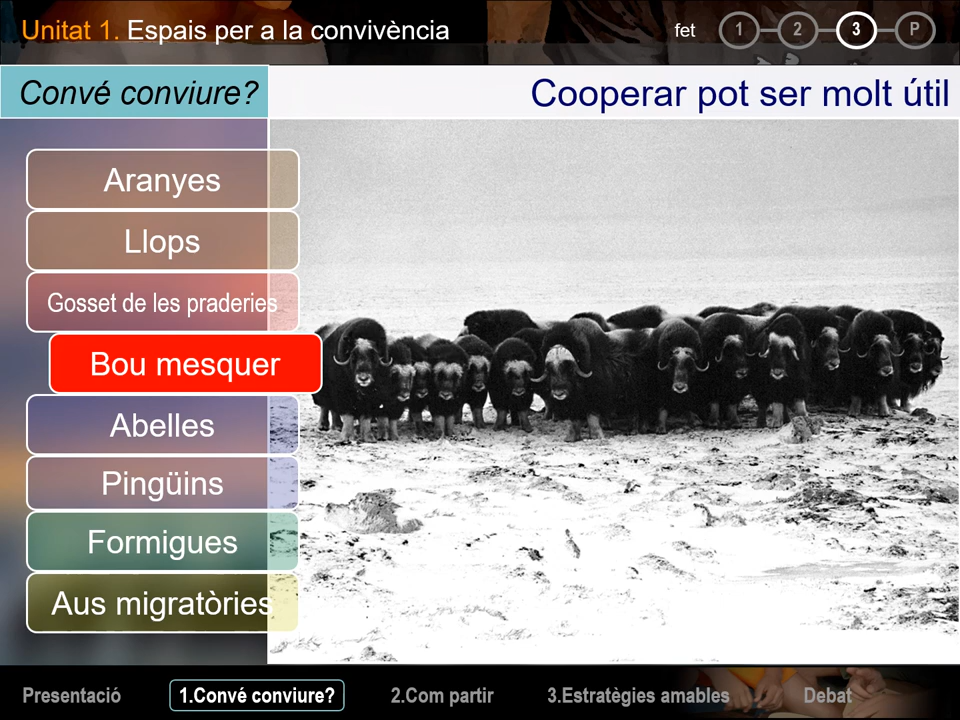 Unitat 1. Espais per a la convivència
fet 1 2 3 P
Convé conviure?
Cooperar pot ser molt útil
Aranyes
Llops
Gosset de les praderies
Bou mesquer
Abelles
Pingüins
Formigues
Aus migratòries
Presentació 1.Convé conviure? 2.Com partir 3.Estratègies amables Debat